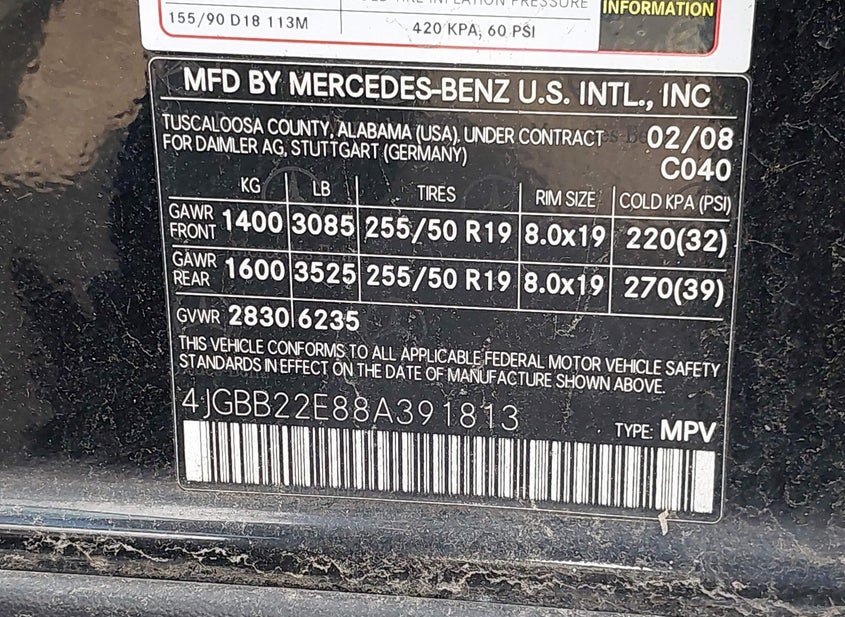 INFLATION PRESSURE
INFORMATION
155/90 D18 113M
420 KPA, 60 PSI
MFD BY MERCEDES-BENZ U.S. INTL., INC
TUSCALOOSA COUNTY, ALABAMA (USA), UNDER CONTRACT 02/08
FOR DAIMLER AG, STUTTGART (GERMANY) C040
KG LB TIRES RIM SIZE COLD KPA (PSI)
GAWR FRONT 1400 3085 255/50 R19 8.0x19 220(32)
GAWR REAR 1600 3525 255/50 R19 8.0x19 270(39)
GVWR 2830 6235
THIS VEHICLE CONFORMS TO ALL APPLICABLE FEDERAL MOTOR VEHICLE SAFETY
STANDARDS IN EFFECT ON THE DATE OF MANUFACTURE SHOWN ABOVE.
4JGBB22E88A391813
TYPE: MPV